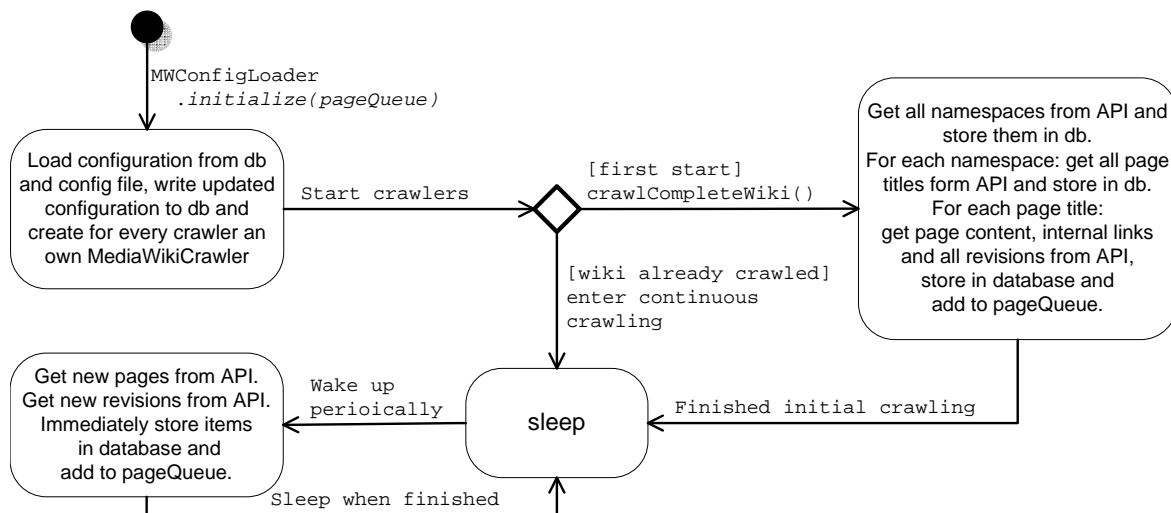 MWConfigLoader
.initialize(pageQueue)
Load configuration from db
and config file, write updated
configuration to db and
create for every crawler an
own MediaWikiCrawler
Start crawlers
[first start]
crawlCompleteWiki()
Get all namespaces from API and
store them in db.
For each namespace: get all page
titles form API and store in db.
For each page title:
get page content, internal links
and all revisions from API,
store in database and
add to pageQueue.
[wiki already crawled]
enter continuous
crawling
Get new pages from API.
Get new revisions from API.
Immediately store items
in database and
add to pageQueue.
Wake up
perioically
sleep
Finished initial crawling
Sleep when finished